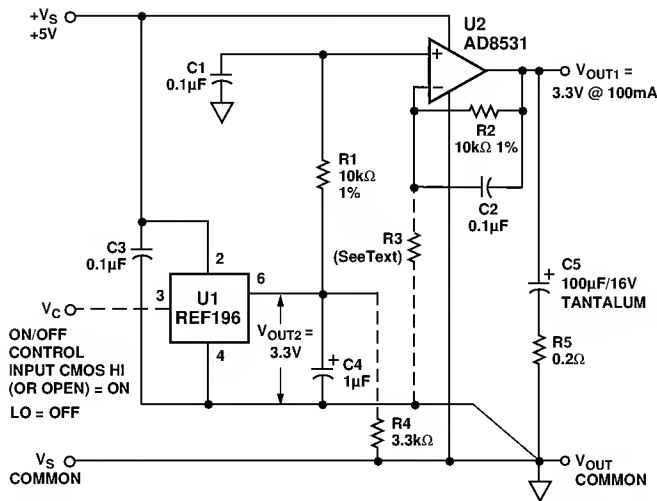 +VS
+5V
U2
AD8531
C1
0.1µF
+
−
VOUT1 =
3.3V @ 100mA
R2
10kΩ 1%
R1
10kΩ
1%
C2
0.1µF
C3
0.1µF
R3
(SeeText)
2
6
3
U1
REF196
4
VC
ON/OFF
CONTROL
INPUT CMOS HI
(OR OPEN) = ON
LO = OFF
VOUT2 =
3.3V
+
C4
1µF
+
C5
100µF/16V
TANTALUM
R5
0.2Ω
R4
3.3kΩ
VS
COMMON
VOUT
COMMON